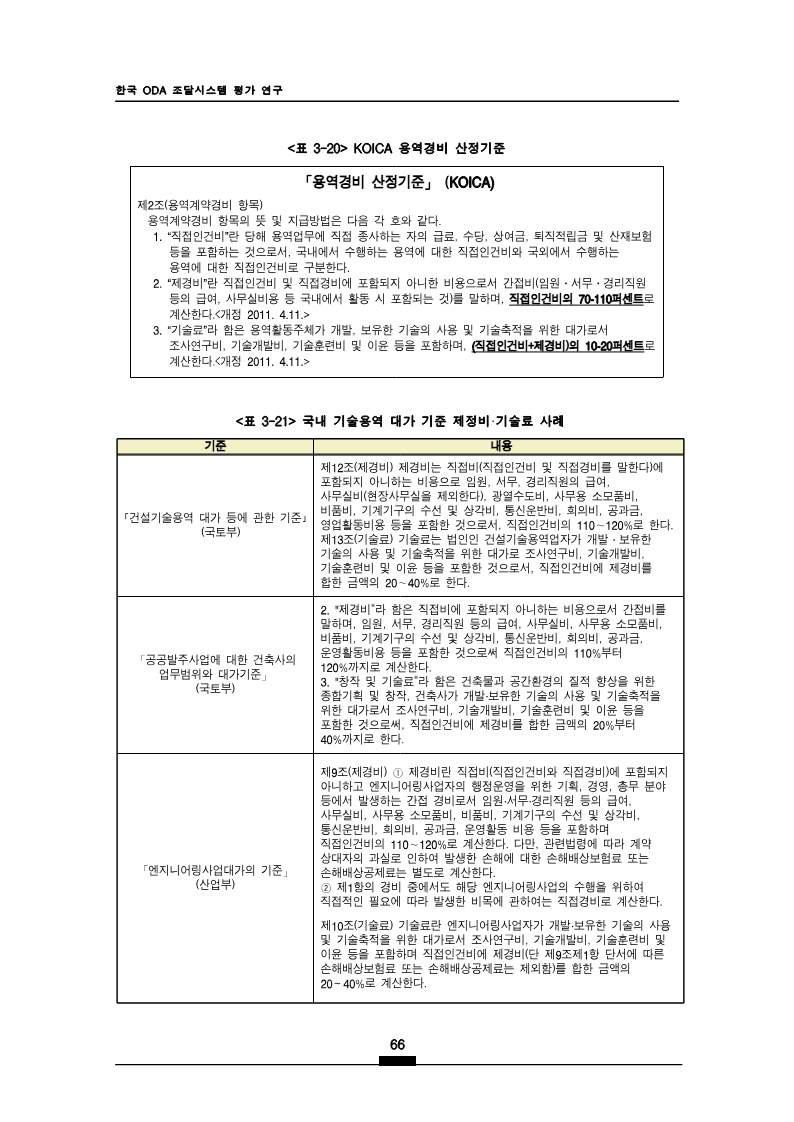 한국 ODA 조달시스템 평가 연구
<표 3-20> KOICA 용역경비 산정기준
「용역경비 산정기준」 (KOICA)
제2조(용역계약경비 항목)
용역계약경비 항목의 뜻 및 지급방법은 다음 각 호와 같다.
1. “직접인건비”란 당해 용역업무에 직접 종사하는 자의 급료, 수당, 상여금, 퇴직적립금 및 산재보험
등을 포함하는 것으로서, 국내에서 수행하는 용역에 대한 직접인건비와 국외에서 수행하는
용역에 대한 직접인건비로 구분한다.
2. “제경비”란 직접인건비 및 직접경비에 포함되지 아니한 비용으로서 간접비(임원·서무·경리직원
등의 급여, 사무실비용 등 국내에서 활동 시 포함되는 것)를 말하며, 직접인건비의 70-110퍼센트로
계산한다.<개정 2011. 4.11.>
3. “기술료”라 함은 용역활동주체가 개발, 보유한 기술의 사용 및 기술축적을 위한 대가로서
조사연구비, 기술개발비, 기술훈련비 및 이윤 등을 포함하며, (직접인건비+제경비)의 10-20퍼센트로
계산한다.<개정 2011. 4.11.>
<표 3-21> 국내 기술용역 대가 기준 제정비·기술료 사례
기준
내용
「건설기술용역 대가 등에 관한 기준」
(국토부)
제12조(제경비) 제경비는 직접비(직접인건비 및 직접경비를 말한다)에
포함되지 아니하는 비용으로 임원, 서무, 경리직원의 급여,
사무실비(현장사무실을 제외한다), 광열수도비, 사무용 소모품비,
비품비, 기계기구의 수선 및 상각비, 통신운반비, 회의비, 공과금,
영업활동비용 등을 포함한 것으로서, 직접인건비의 110～120%로 한다.
제13조(기술료) 기술료는 법인인 건설기술용역업자가 개발·보유한
기술의 사용 및 기술축적을 위한 대가로 조사연구비, 기술개발비,
기술훈련비 및 이윤 등을 포함한 것으로서, 직접인건비에 제경비를
합한 금액의 20～40%로 한다.
「공공발주사업에 대한 건축사의
업무범위와 대가기준」
(국토부)
2. "제경비"라 함은 직접비에 포함되지 아니하는 비용으로서 간접비를
말하며, 임원, 서무, 경리직원 등의 급여, 사무실비, 사무용 소모품비,
비품비, 기계기구의 수선 및 상각비, 통신운반비, 회의비, 공과금,
운영활동비용 등을 포함한 것으로써 직접인건비의 110%부터
120%까지로 계산한다.
3. "창작 및 기술료"라 함은 건축물과 공간환경의 질적 향상을 위한
종합기획 및 창작, 건축사가 개발·보유한 기술의 사용 및 기술축적을
위한 대가로서 조사연구비, 기술개발비, 기술훈련비 및 이윤 등을
포함한 것으로써, 직접인건비에 제경비를 합한 금액의 20%부터
40%까지로 한다.
「엔지니어링사업대가의 기준」
(산업부)
제9조(제경비) ① 제경비란 직접비(직접인건비와 직접경비)에 포함되지
아니하고 엔지니어링사업자의 행정운영을 위한 기획, 경영, 총무 분야
등에서 발생하는 간접 경비로서 임원·서무·경리직원 등의 급여,
사무실비, 사무용 소모품비, 비품비, 기계기구의 수선 및 상각비,
통신운반비, 회의비, 공과금, 운영활동 비용 등을 포함하며
직접인건비의 110～120%로 계산한다. 다만, 관련법령에 따라 계약
상대자의 과실로 인하여 발생한 손해에 대한 손해배상보험료 또는
손해배상공제료는 별도로 계산한다.
② 제1항의 경비 중에서도 해당 엔지니어링사업의 수행을 위하여
직접적인 필요에 따라 발생한 비목에 관하여는 직접경비로 계산한다.
제10조(기술료) 기술료란 엔지니어링사업자가 개발·보유한 기술의 사용
및 기술축적을 위한 대가로서 조사연구비, 기술개발비, 기술훈련비 및
이윤 등을 포함하며 직접인건비에 제경비(단 제9조제1항 단서에 따른
손해배상보험료 또는 손해배상공제료는 제외함)를 합한 금액의
20~40%로 계산한다.
66